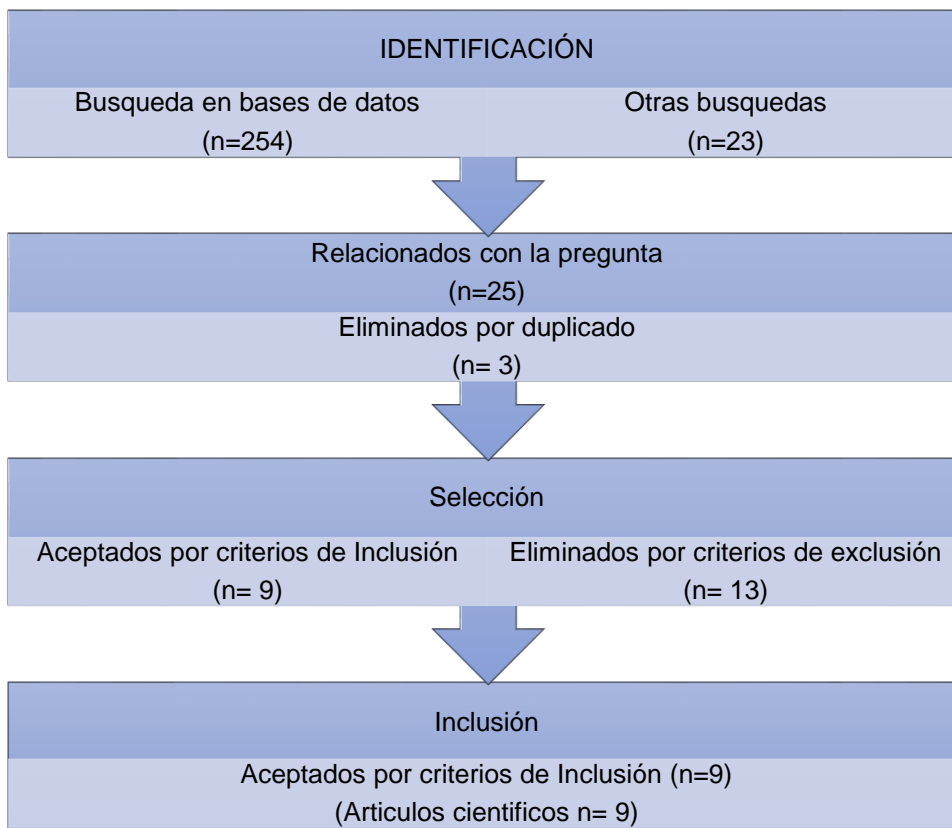 IDENTIFICACIÓN
Busqueda en bases de datos
(n=254)
Otras busquedas
(n=23)
Relacionados con la pregunta
(n=25)
Eliminados por duplicado
(n= 3)
Selección
Aceptados por criterios de Inclusión
(n= 9)
Eliminados por criterios de exclusión
(n= 13)
Inclusión
Aceptados por criterios de Inclusión (n=9)
(Articulos cientificos n= 9)